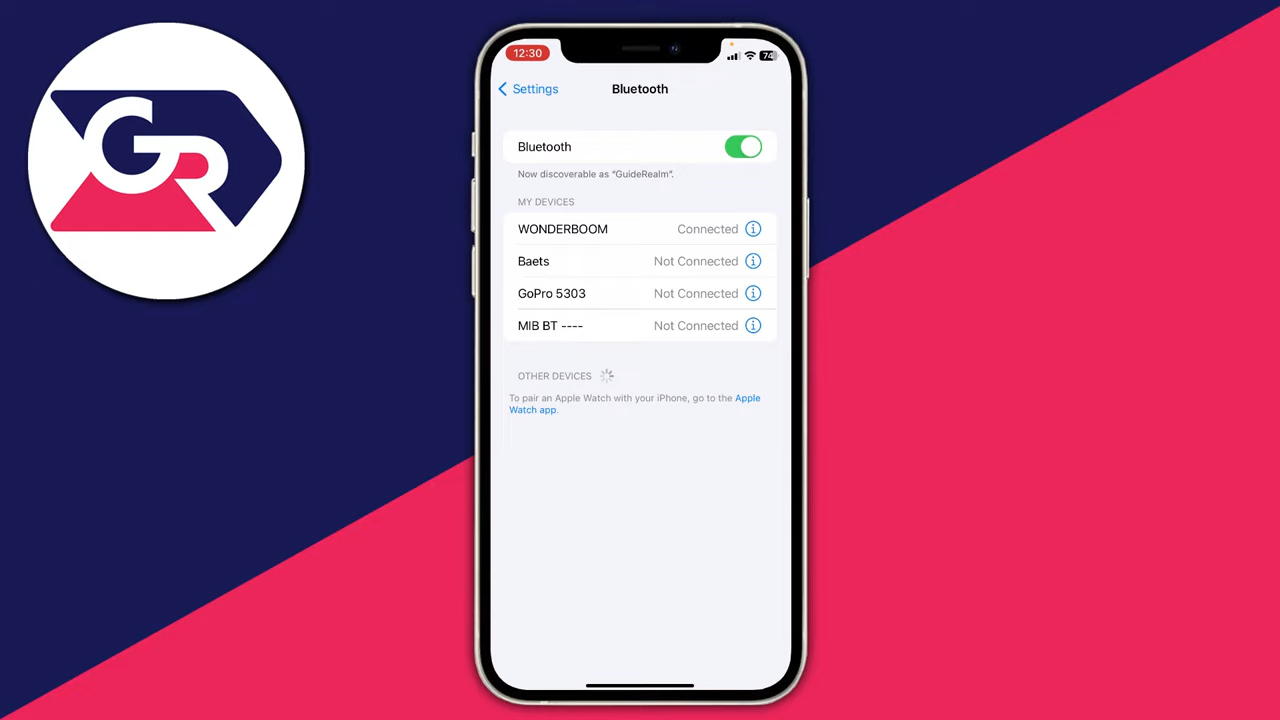 GR
12:30
74
Settings
Bluetooth
Bluetooth
Now discoverable as “GuideRealm”.
MY DEVICES
WONDERBOOM Connected
Baets Not Connected
GoPro 5303 Not Connected
MIB BT ---- Not Connected
OTHER DEVICES
To pair an Apple Watch with your iPhone, go to the Apple
Watch app.